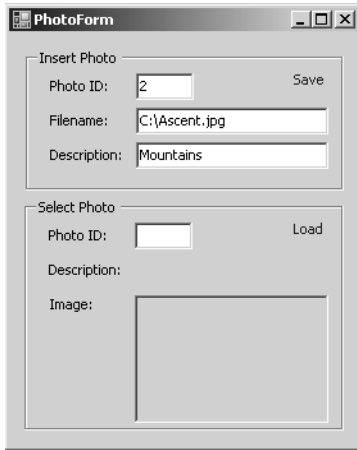 PhotoForm
Insert Photo
Photo ID: 2 Save
Filename: C:\Ascent.jpg
Description: Mountains
Select Photo
Photo ID: Load
Description:
Image: